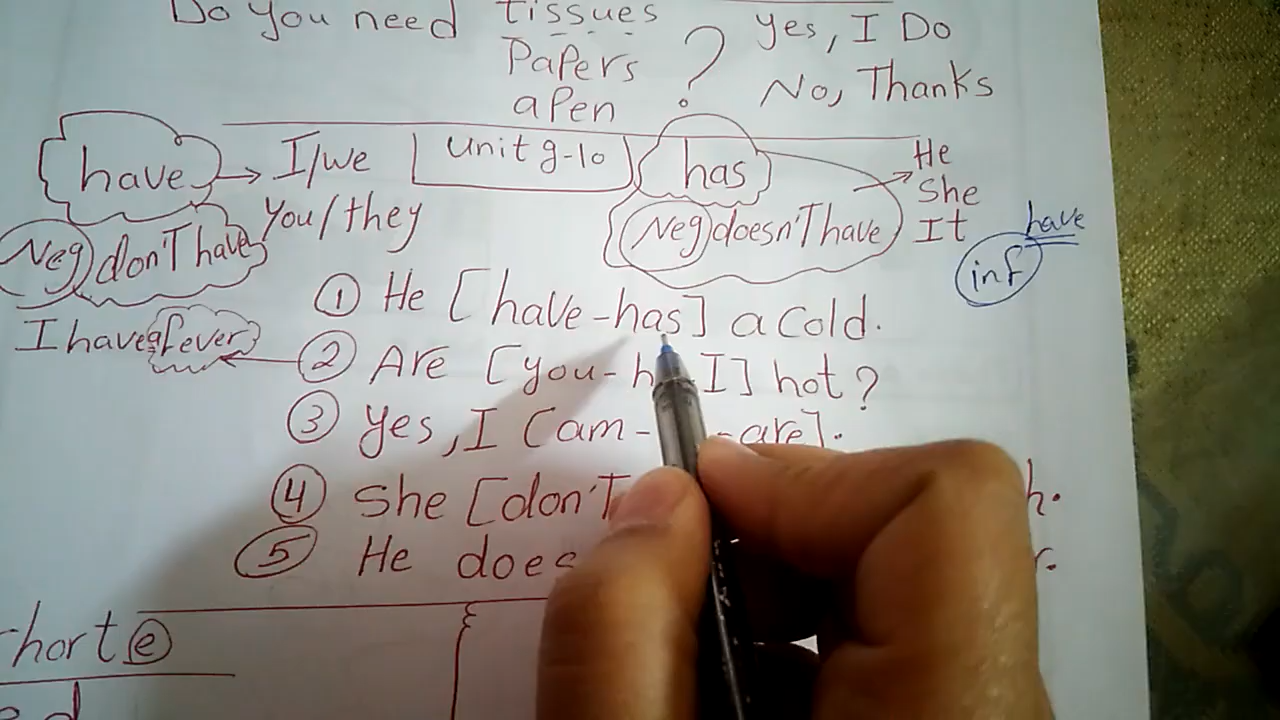 Do you need tissues
Papers
a Pen
?
Yes, I Do
No, Thanks
have → I/we
You/they
Neg don't have
unit 9-10
has
He
She
It
Neg doesn't have
have
inf
① He [have-has] a cold.
I have a fever
② Are [you- I] hot?
③ Yes, I [am- -are].
④ She [don't
⑤ He
hort e